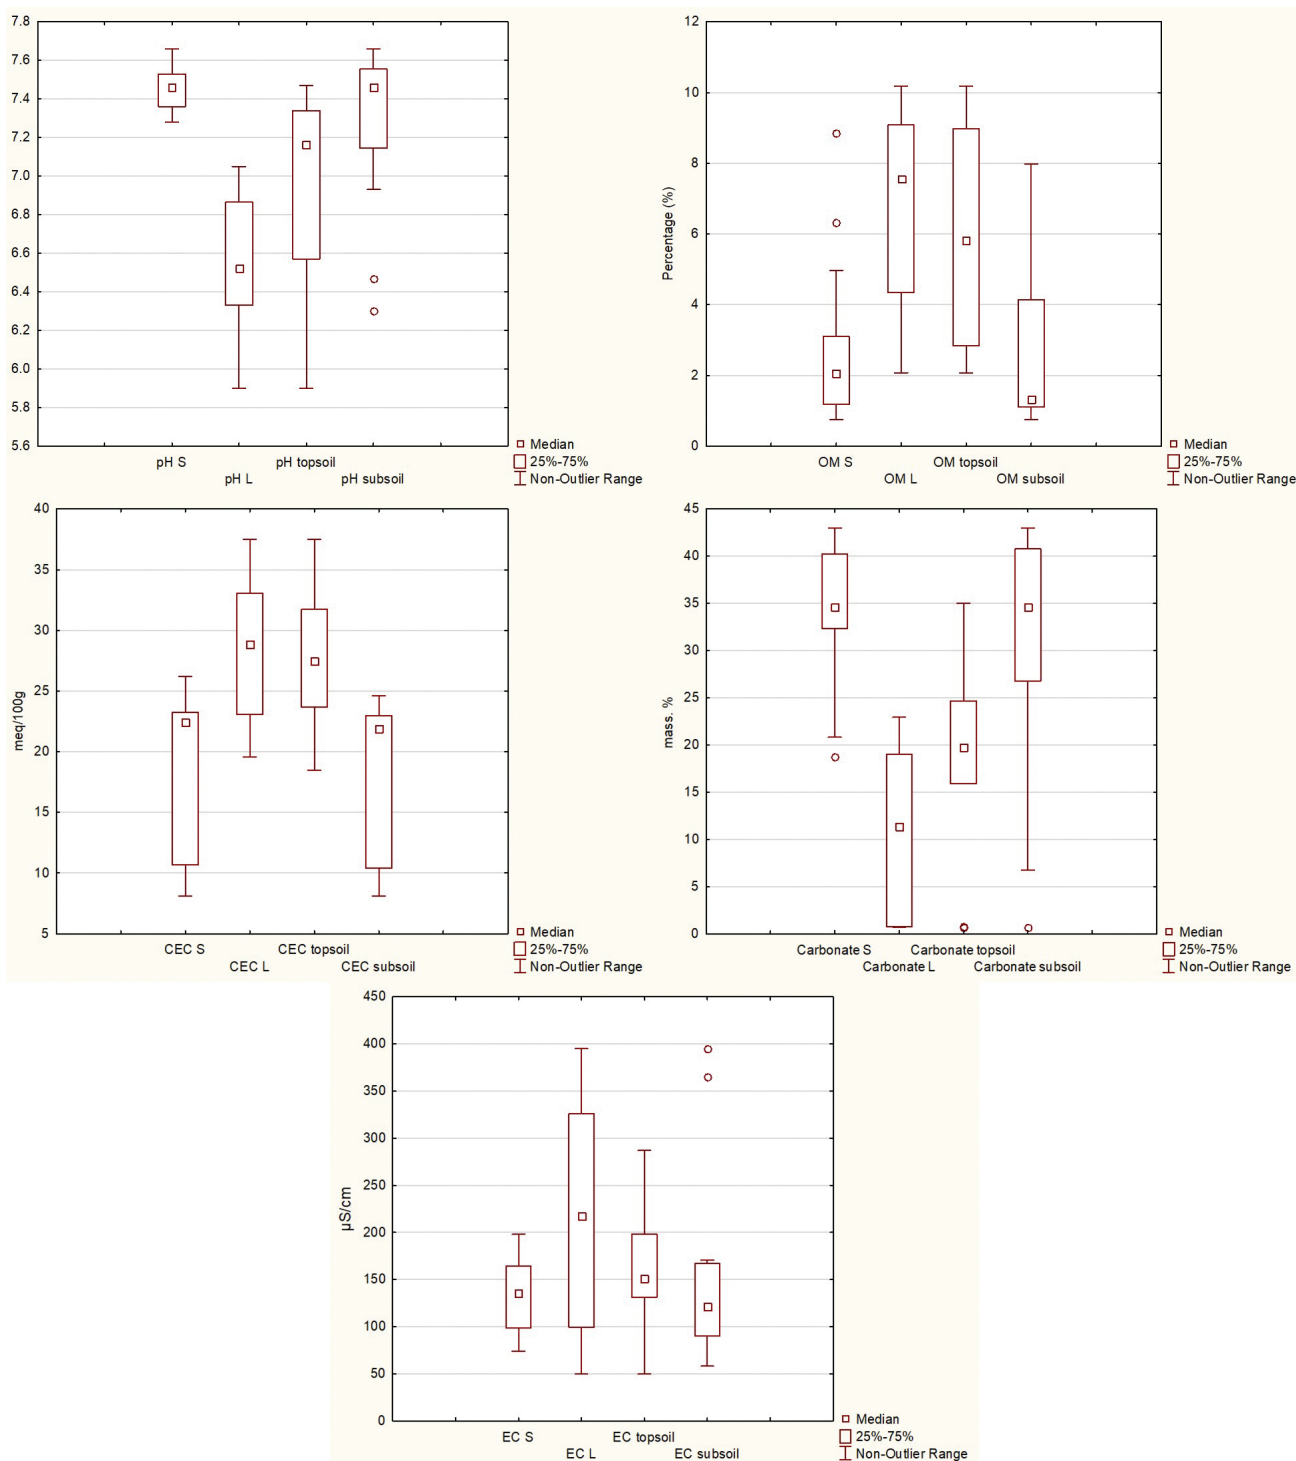 7.8
7.6
7.4
7.2
7.0
6.8
6.6
6.4
6.2
6.0
5.8
5.6
pH S
pH L
pH topsoil
pH subsoil
Median
25%-75%
Non-Outlier Range
Percentage (%)
12
10
8
6
4
2
0
OM S
OM L
OM topsoil
OM subsoil
Median
25%-75%
Non-Outlier Range
meq/100g
40
35
30
25
20
15
10
5
CEC S
CEC L
CEC topsoil
CEC subsoil
Median
25%-75%
Non-Outlier Range
mass. %
45
40
35
30
25
20
15
10
5
0
Carbonate S
Carbonate L
Carbonate topsoil
Carbonate subsoil
Median
25%-75%
Non-Outlier Range
µS/cm
450
400
350
300
250
200
150
100
50
0
EC S
EC L
EC topsoil
EC subsoil
Median
25%-75%
Non-Outlier Range